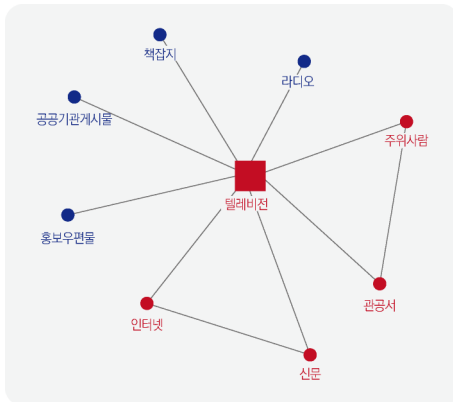 책잡지
라디오
공공기관게시물
주위사람
텔레비전
홍보우편물
관공서
인터넷
신문